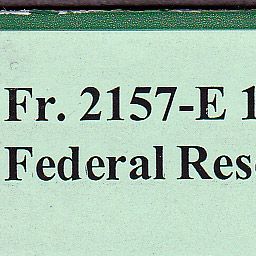 Fr. 2157-E 1
Federal Res